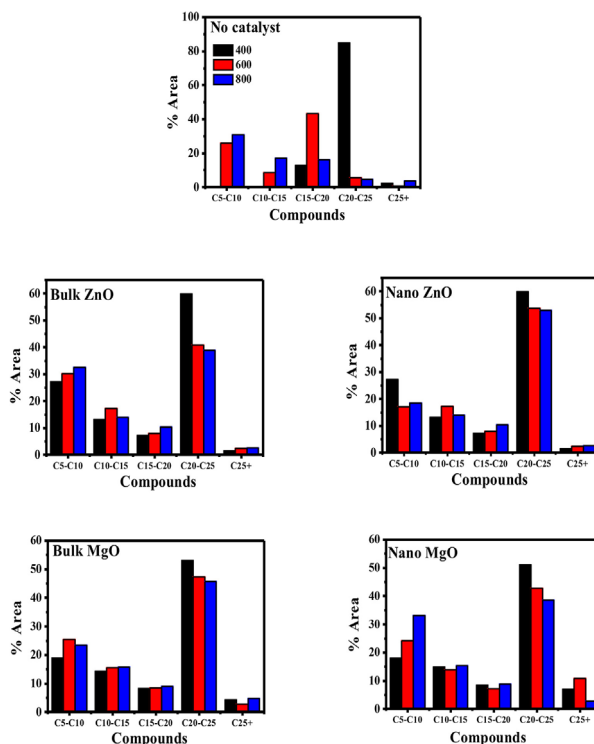 No catalyst
400
600
800
100
80
60
40
20
0
% Area
C5-C10 C10-C15 C15-C20 C20-C25 C25+
Compounds
Bulk ZnO
60
50
40
30
20
10
0
% Area
C5-C10 C10-C15 C15-C20 C20-C25 C25+
Compounds
Nano ZnO
60
50
40
30
20
10
0
% Area
C5-C10 C10-C15 C15-C20 C20-C25 C25+
Compounds
Bulk MgO
60
50
40
30
20
10
0
% Area
C5-C10 C10-C15 C15-C20 C20-C25 C25+
Compounds
Nano MgO
60
50
40
30
20
10
0
% Area
C5-C10 C10-C15 C15-C20 C20-C25 C25+
Compounds